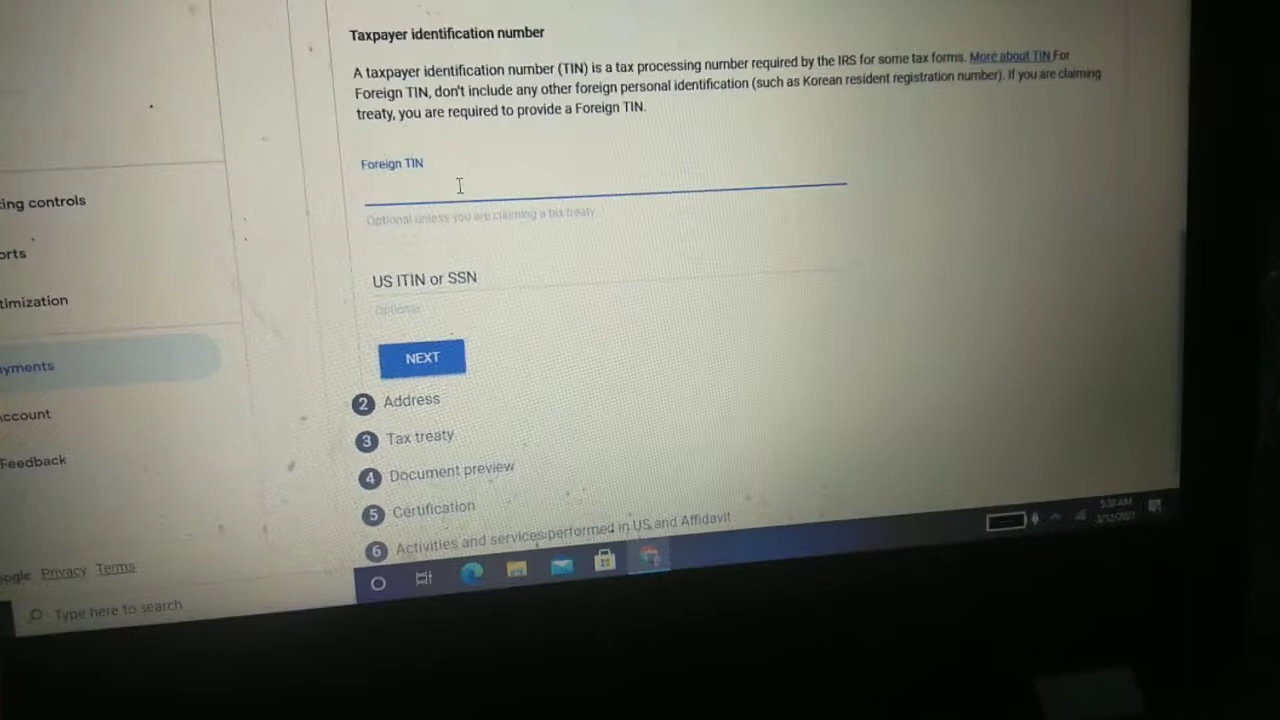 Taxpayer identification number
A taxpayer identification number (TIN) is a tax processing number required by the IRS for some tax forms. More about TIN For
Foreign TIN, don't include any other foreign personal identification (such as Korean resident registration number). If you are claiming
treaty, you are required to provide a Foreign TIN.
Foreign TIN
Optional unless you are claiming a tax treaty
US ITIN or SSN
Optional
NEXT
2 Address
3 Tax treaty
4 Document preview
5 Certification
6 Activities and services performed in US and Affidavit
ing controls
orts
timization
yments
ccount
Feedback
ogle Privacy Terms
Type here to search